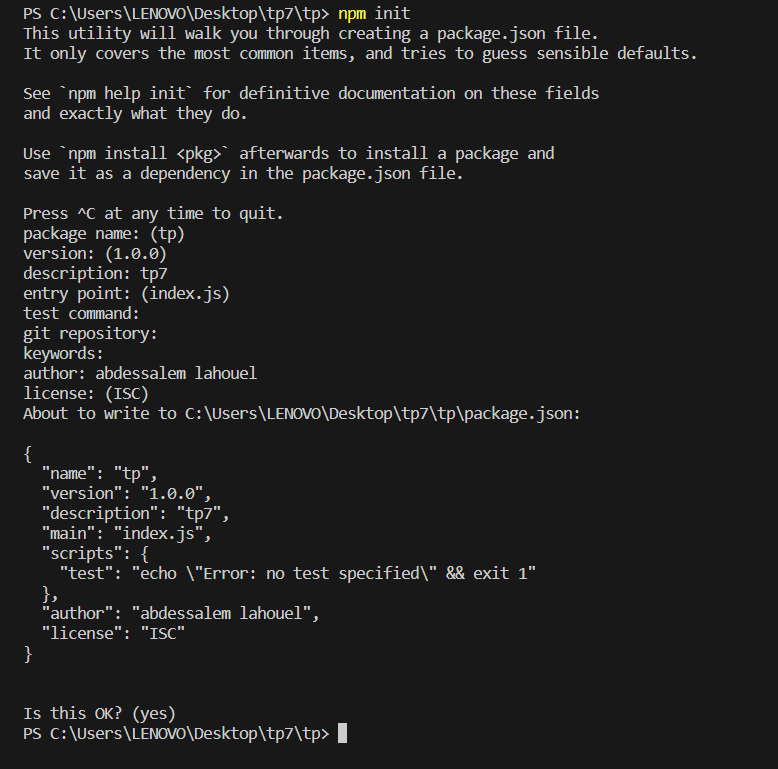 PS C:\Users\LENOVO\Desktop\tp7\tp> npm init
This utility will walk you through creating a package.json file.
It only covers the most common items, and tries to guess sensible defaults.

See `npm help init` for definitive documentation on these fields
and exactly what they do.

Use `npm install <pkg>` afterwards to install a package and
save it as a dependency in the package.json file.

Press ^C at any time to quit.
package name: (tp)
version: (1.0.0)
description: tp7
entry point: (index.js)
test command:
git repository:
keywords:
author: abdessalem lahouel
license: (ISC)
About to write to C:\Users\LENOVO\Desktop\tp7\tp\package.json:

{
  "name": "tp",
  "version": "1.0.0",
  "description": "tp7",
  "main": "index.js",
  "scripts": {
    "test": "echo \"Error: no test specified\" && exit 1"
  },
  "author": "abdessalem lahouel",
  "license": "ISC"
}

Is this OK? (yes)
PS C:\Users\LENOVO\Desktop\tp7\tp>